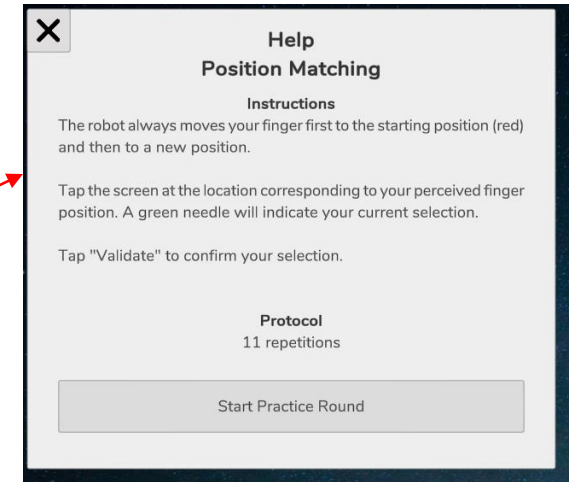 Help
Position Matching
Instructions
The robot always moves your finger first to the starting position (red)
and then to a new position.
Tap the screen at the location corresponding to your perceived finger
position. A green needle will indicate your current selection.
Tap "Validate" to confirm your selection.
Protocol
11 repetitions
Start Practice Round